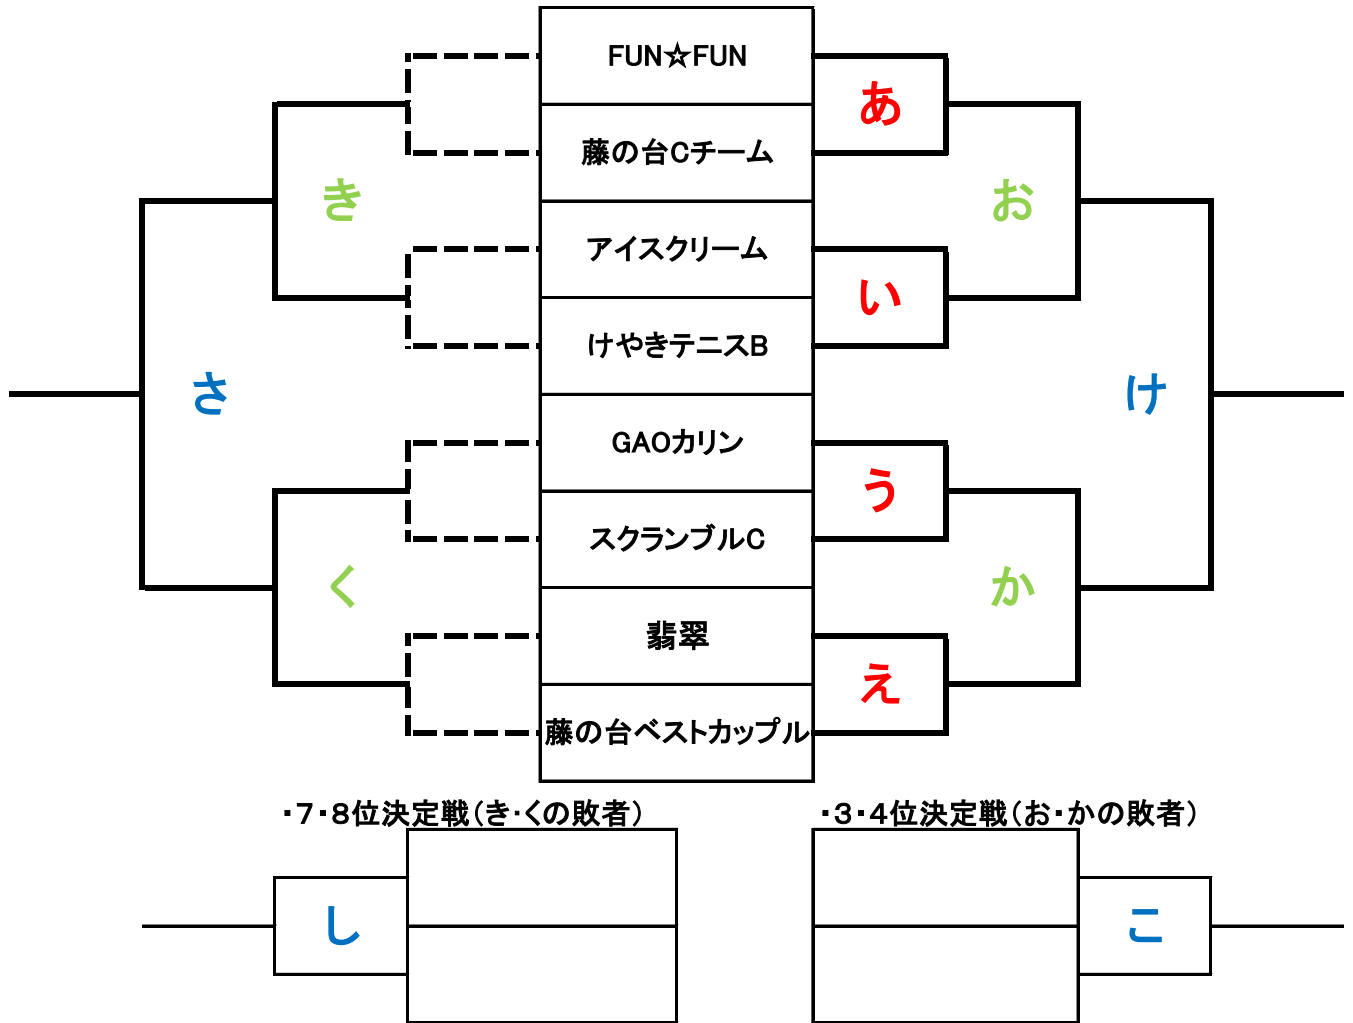 FUN☆FUN
あ
藤の台Cチーム
き
お
アイスクリーム
い
けやきテニスB
さ
け
GAOカリン
う
スクランブルC
く
か
翡翠
え
藤の台ベストカップル
・7・8位決定戦(き・くの敗者)
・3・4位決定戦(お・かの敗者)
し
こ